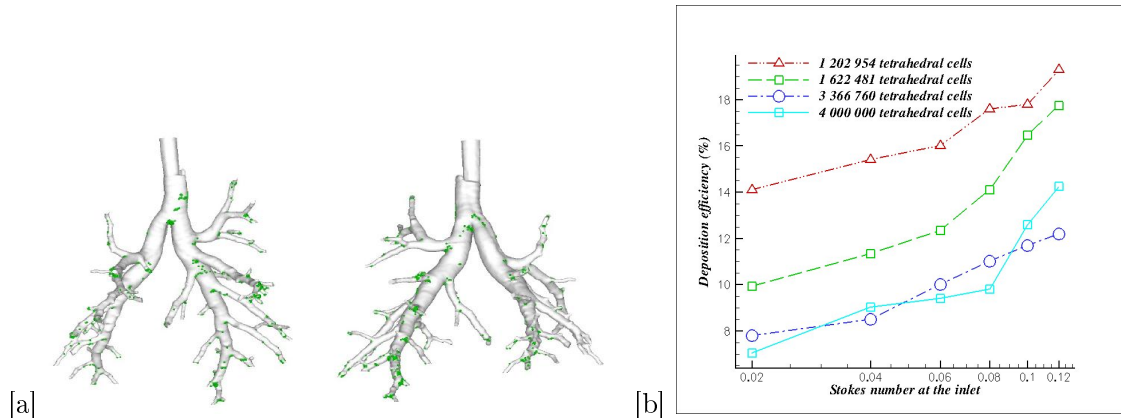 [a]
[b]
1 202 954 tetrahedral cells
1 622 481 tetrahedral cells
3 366 760 tetrahedral cells
4 000 000 tetrahedral cells
Deposition efficiency (%)
18
16
14
12
10
8
0.02 0.04 0.06 0.08 0.1 0.12
Stokes number at the inlet